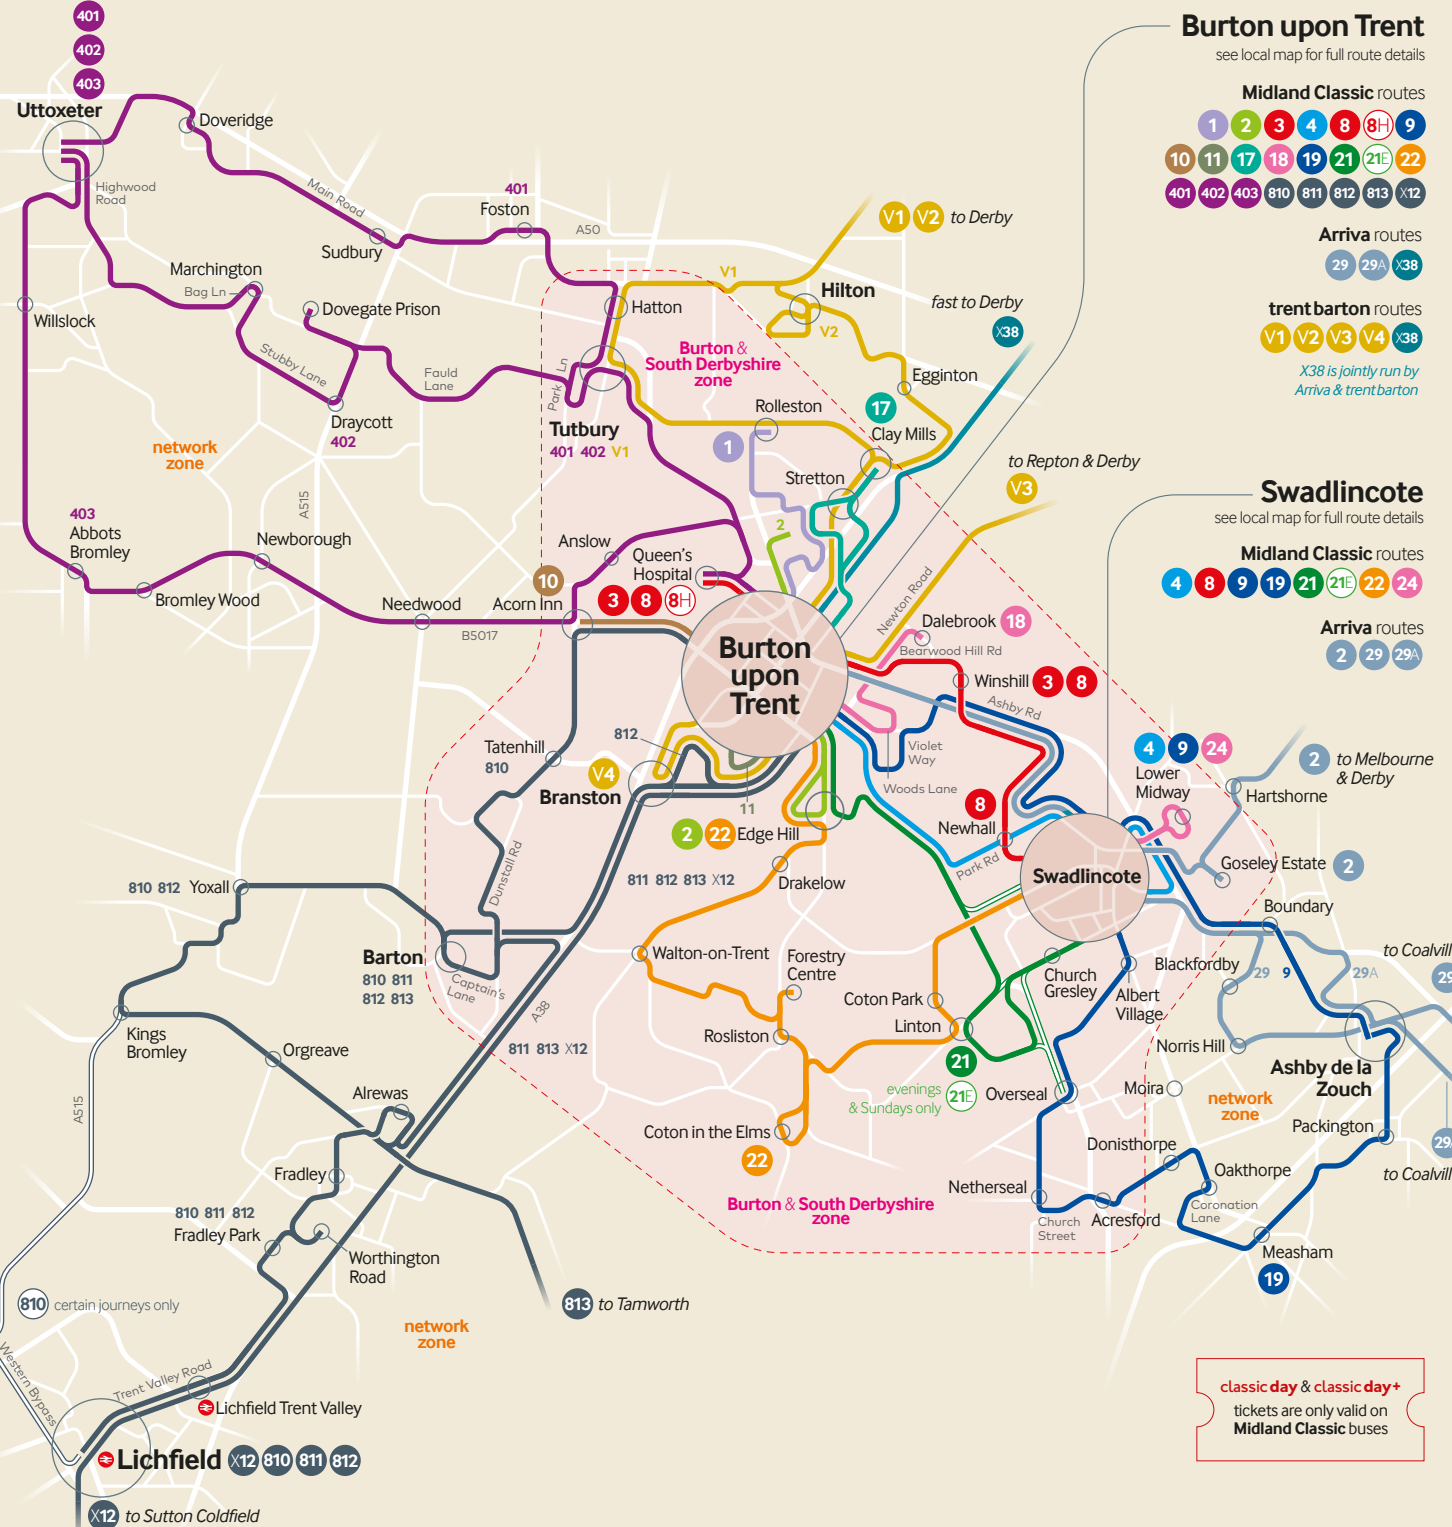 401
402
403
Uttoxeter
Doveridge
Highwood
Road
Main Road
401
Foston
A50
Sudbury
Marchington
Bag Ln
Dovegate Prison
Willslock
Stubby Lane
Fauld
Lane
Park Ln
Draycott
402
network
zone
A515
403
Abbots
Bromley
Newborough
Bromley Wood
Needwood
B5017
Hatton
Tutbury
401 402 V1
V1
V1 V2 to Derby
Hilton
V2
fast to Derby
X38
Egginton
Burton &
South Derbyshire
zone
Rolleston
17
Clay Mills
1
Stretton
2
to Repton & Derby
V3
Anslow
Queen's
Hospital
10
Acorn Inn
3 8 8H
Newton Road
Burton
upon
Trent
Dalebrook 18
Bearwood Hill Rd
Winshill 3 8
Ashby Rd
Violet
Way
Woods Lane
812
Tatenhill
810
V4
Branston
11
2 22 Edge Hill
8
Newhall
Park Rd
4 9 24
Lower
Midway
2 to Melbourne
& Derby
Hartshorne
Goseley Estate 2
Swadlincote
Boundary
Drakelow
811 812 813 X12
Dunstall Rd
810 812 Yoxall
Barton
810 811
812 813
Captain's
Lane
A38
811 813 X12
Walton-on-Trent
Forestry
Centre
Rosliston
Coton Park
Linton
21
evenings
& Sundays only
21E
Overseal
Church
Gresley
Albert
Village
Blackfordby
29 9
29A
to Coalvill
29
Norris Hill
Ashby de la
Zouch
Moira
network
zone
Packington
29
to Coalvill
Donisthorpe
Oakthorpe
Coronation
Lane
Netherseal
Church
Street
Acresford
Measham
19
Coton in the Elms
22
Burton & South Derbyshire
zone
Kings
Bromley
Orgreave
A515
Alrewas
Fradley
810 811 812
Fradley Park
Worthington
Road
810 certain journeys only
network
zone
813 to Tamworth
Western Bypass
Trent Valley Road
Lichfield Trent Valley
Lichfield X12 810 811 812
X12 to Sutton Coldfield
Burton upon Trent
see local map for full route details
Midland Classic routes
1 2 3 4 8 8H 9
10 11 17 18 19 21 21E 22
401 402 403 810 811 812 813 X12
Arriva routes
29 29A X38
trentbarton routes
V1 V2 V3 V4 X38
X38 is jointly run by
Arriva & trentbarton
Swadlincote
see local map for full route details
Midland Classic routes
4 8 9 19 21 21E 22 24
Arriva routes
2 29 29A
classic day & classic day+
tickets are only valid on
Midland Classic buses